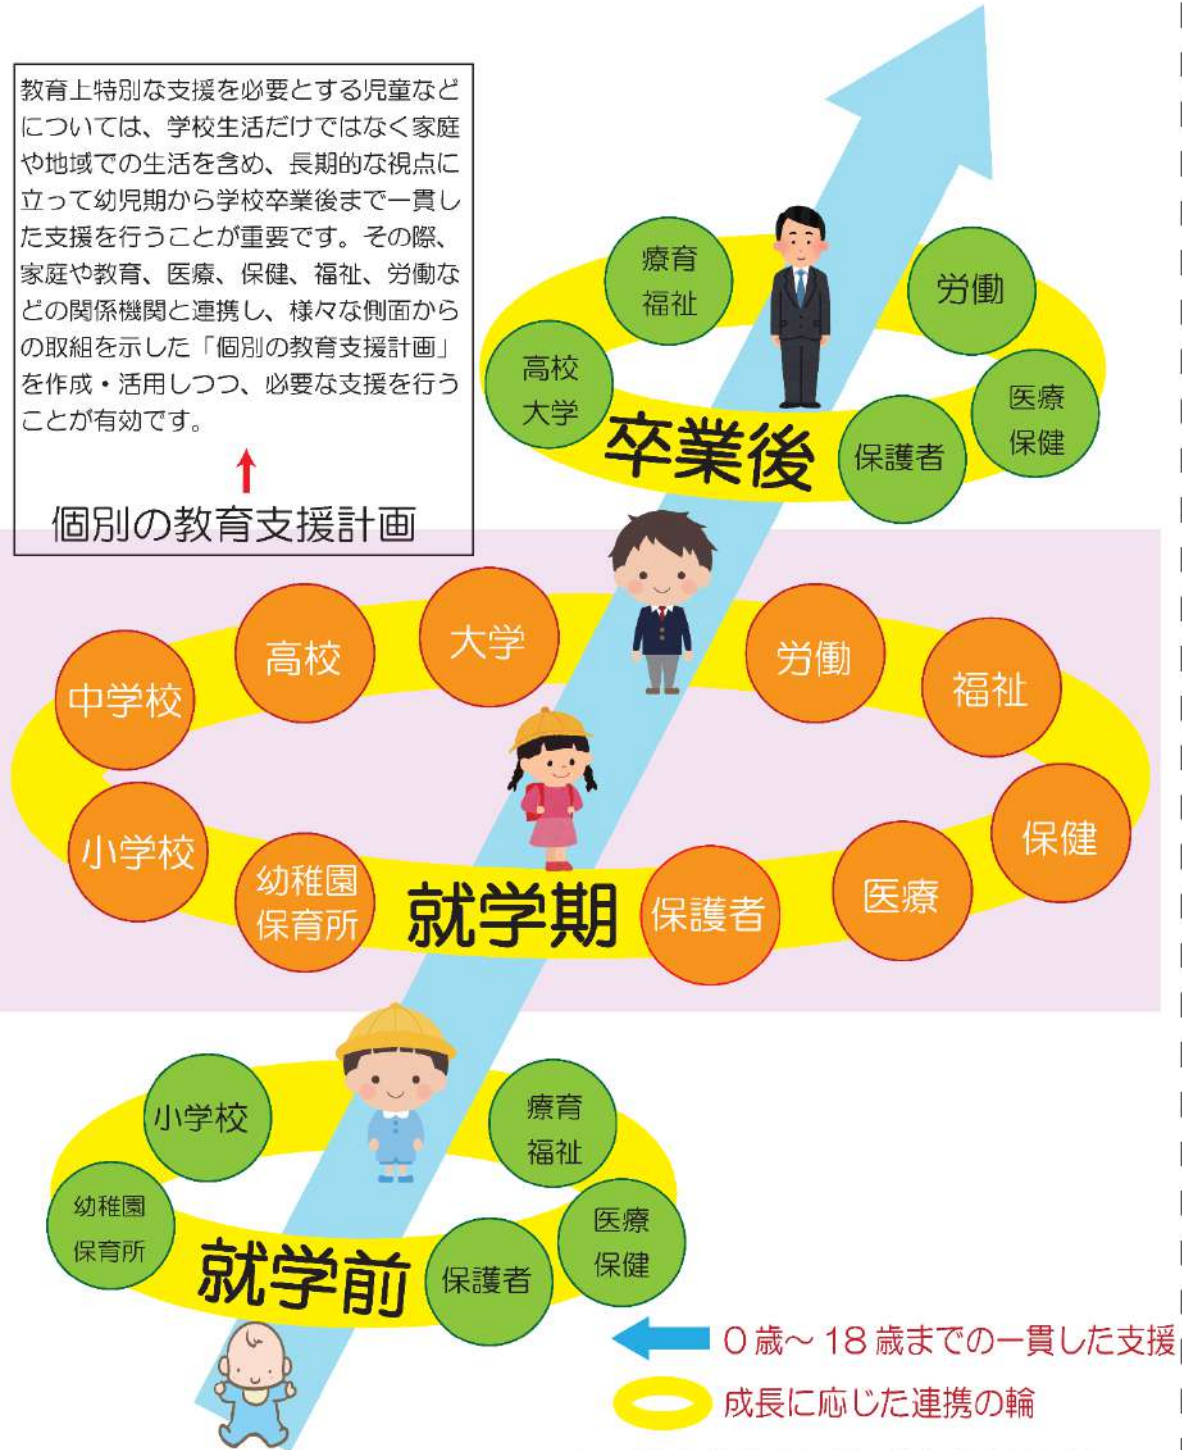 教育上特別な支援を必要とする児童など
については、学校生活だけではなく家庭
や地域での生活を含め、長期的な視点に
立って幼児期から学校卒業後まで一貫し
た支援を行うことが重要です。その際、
家庭や教育、医療、保健、福祉、労働な
どの関係機関と連携し、様々な側面から
の取組を示した「個別の教育支援計画」
を作成・活用しつつ、必要な支援を行う
ことが有効です。
個別の教育支援計画
療育
福祉
労働
高校
大学
医療
保健
卒業後
保護者
大学
高校
労働
中学校
福祉
小学校
保健
幼稚園
保育所
就学期
保護者
医療
小学校
療育
福祉
幼稚園
保育所
医療
保健
就学前
保護者
0歳～18歳までの一貫した支援
成長に応じた連携の輪